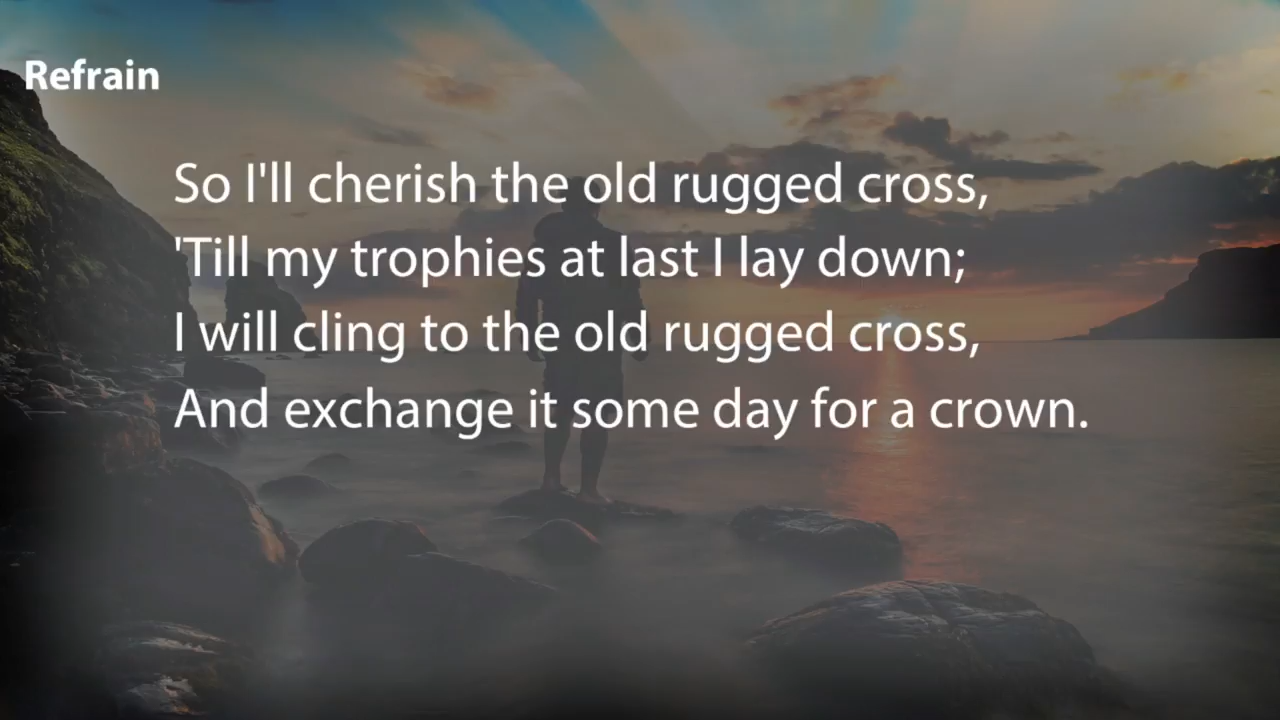 Refrain
So I'll cherish the old rugged cross,
'Till my trophies at last I lay down;
I will cling to the old rugged cross,
And exchange it some day for a crown.